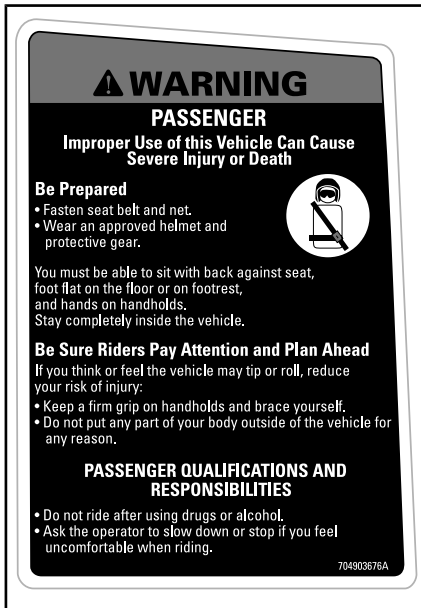 WARNING
PASSENGER
Improper Use of this Vehicle Can Cause
Severe Injury or Death
Be Prepared
• Fasten seat belt and net.
• Wear an approved helmet and
protective gear.
You must be able to sit with back against seat,
foot flat on the floor or on footrest,
and hands on handholds.
Stay completely inside the vehicle.
Be Sure Riders Pay Attention and Plan Ahead
If you think or feel the vehicle may tip or roll, reduce
your risk of injury:
• Keep a firm grip on handholds and brace yourself.
• Do not put any part of your body outside of the vehicle for
any reason.
PASSENGER QUALIFICATIONS AND
RESPONSIBILITIES
• Do not ride after using drugs or alcohol.
• Ask the operator to slow down or stop if you feel
uncomfortable when riding.
704903676A